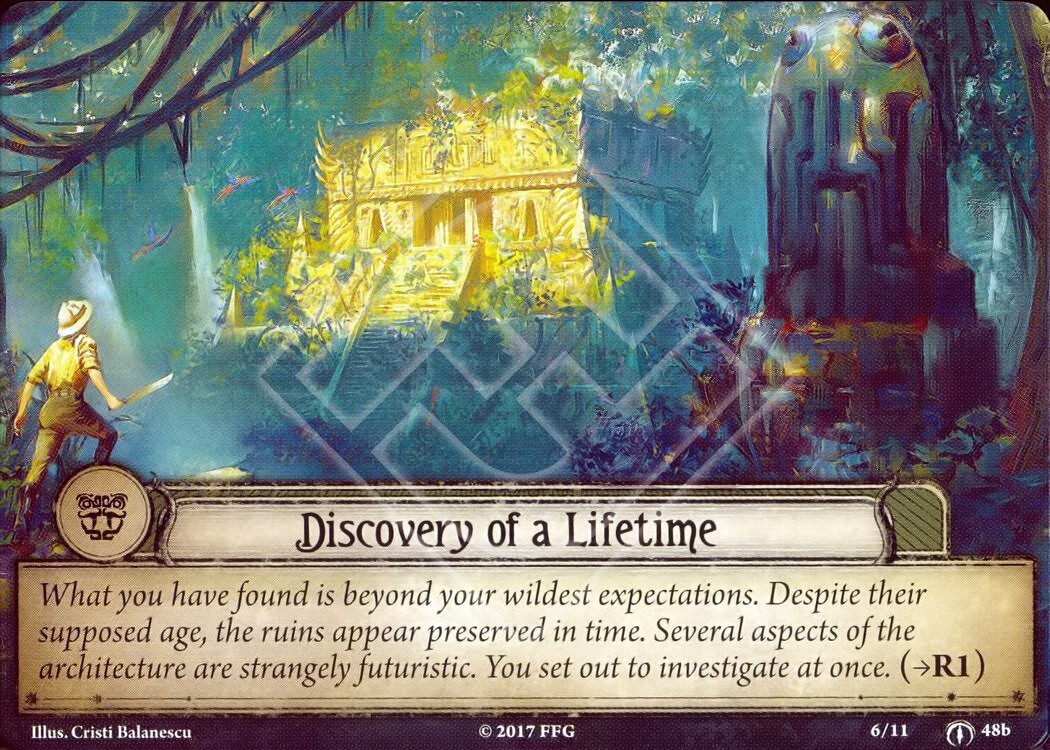 Discovery of a Lifetime
What you have found is beyond your wildest expectations. Despite their
supposed age, the ruins appear preserved in time. Several aspects of the
architecture are strangely futuristic. You set out to investigate at once. (→R1)
Illus. Cristi Balanescu © 2017 FFG 6/11 48b